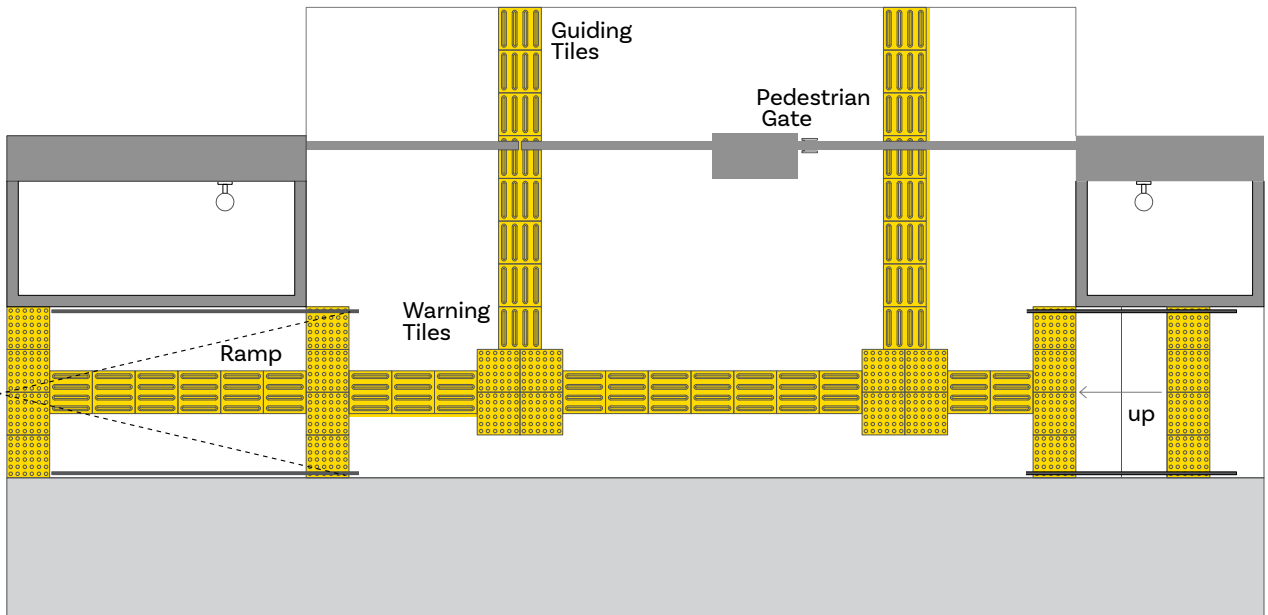 Guiding
Tiles
Pedestrian
Gate
Warning
Tiles
Ramp
up